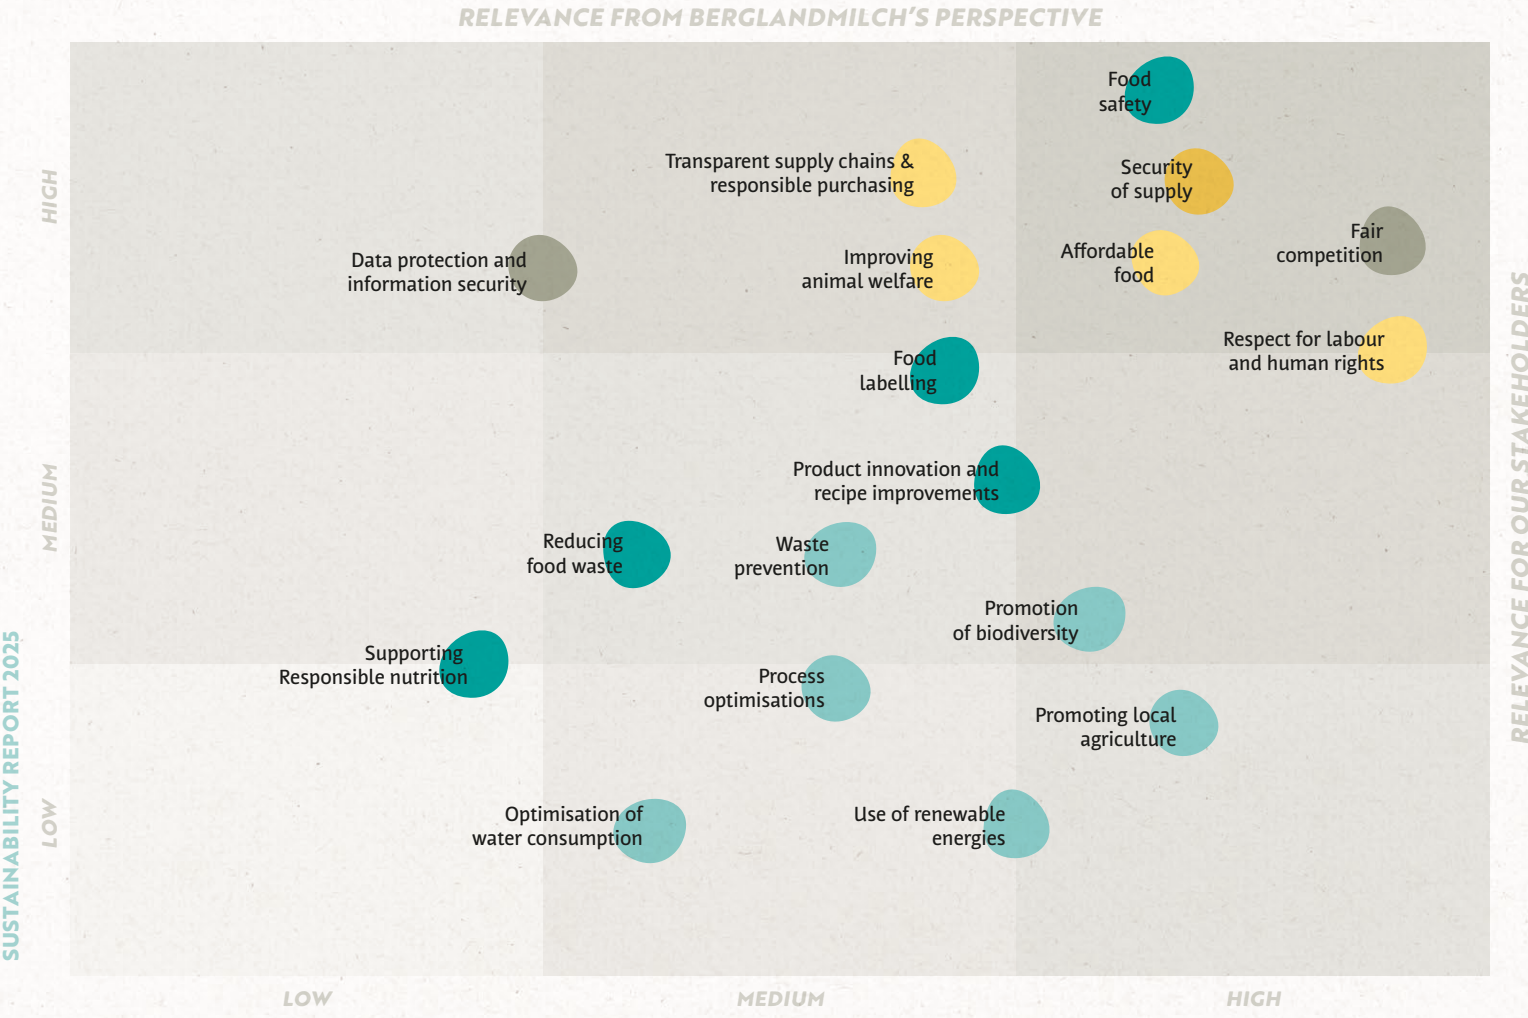 RELEVANCE FROM BERGLANDMILCH’S PERSPECTIVE
HIGH
MEDIUM
LOW
SUSTAINABILITY REPORT 2025
Food
safety
Transparent supply chains &
responsible purchasing
Security
of supply
Fair
competition
Affordable
food
Improving
animal welfare
Data protection and
information security
Respect for labour
and human rights
Food
labelling
Product innovation and
recipe improvements
Reducing
food waste
Waste
prevention
Promotion
of biodiversity
Supporting
Responsible nutrition
Process
optimisations
Promoting local
agriculture
Optimisation of
water consumption
Use of renewable
energies
RELEVANCE FOR OUR STAKEHOLDERS
LOW
MEDIUM
HIGH